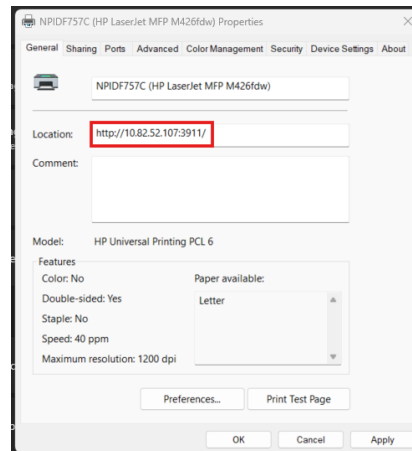 NPIDF757C (HP LaserJet MFP M426fdw) Properties
General Sharing Ports Advanced Color Management Security Device Settings About
NPIDF757C (HP LaserJet MFP M426fdw)
Location: http://10.82.52.107:3911/
Comment:
Model: HP Universal Printing PCL 6
Features
Color: No
Paper available:
Double-sided: Yes
Letter
Staple: No
Speed: 40 ppm
Maximum resolution: 1200 dpi
Preferences... Print Test Page
OK Cancel Apply